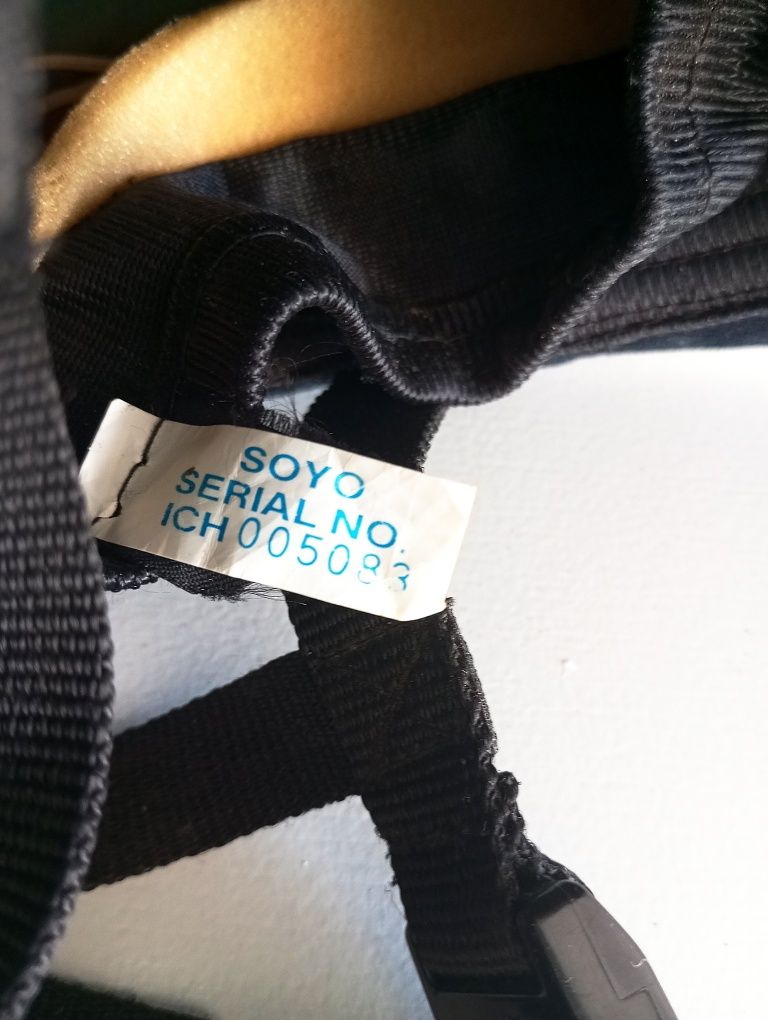 SOYO
SERIAL NO.
ICH005083